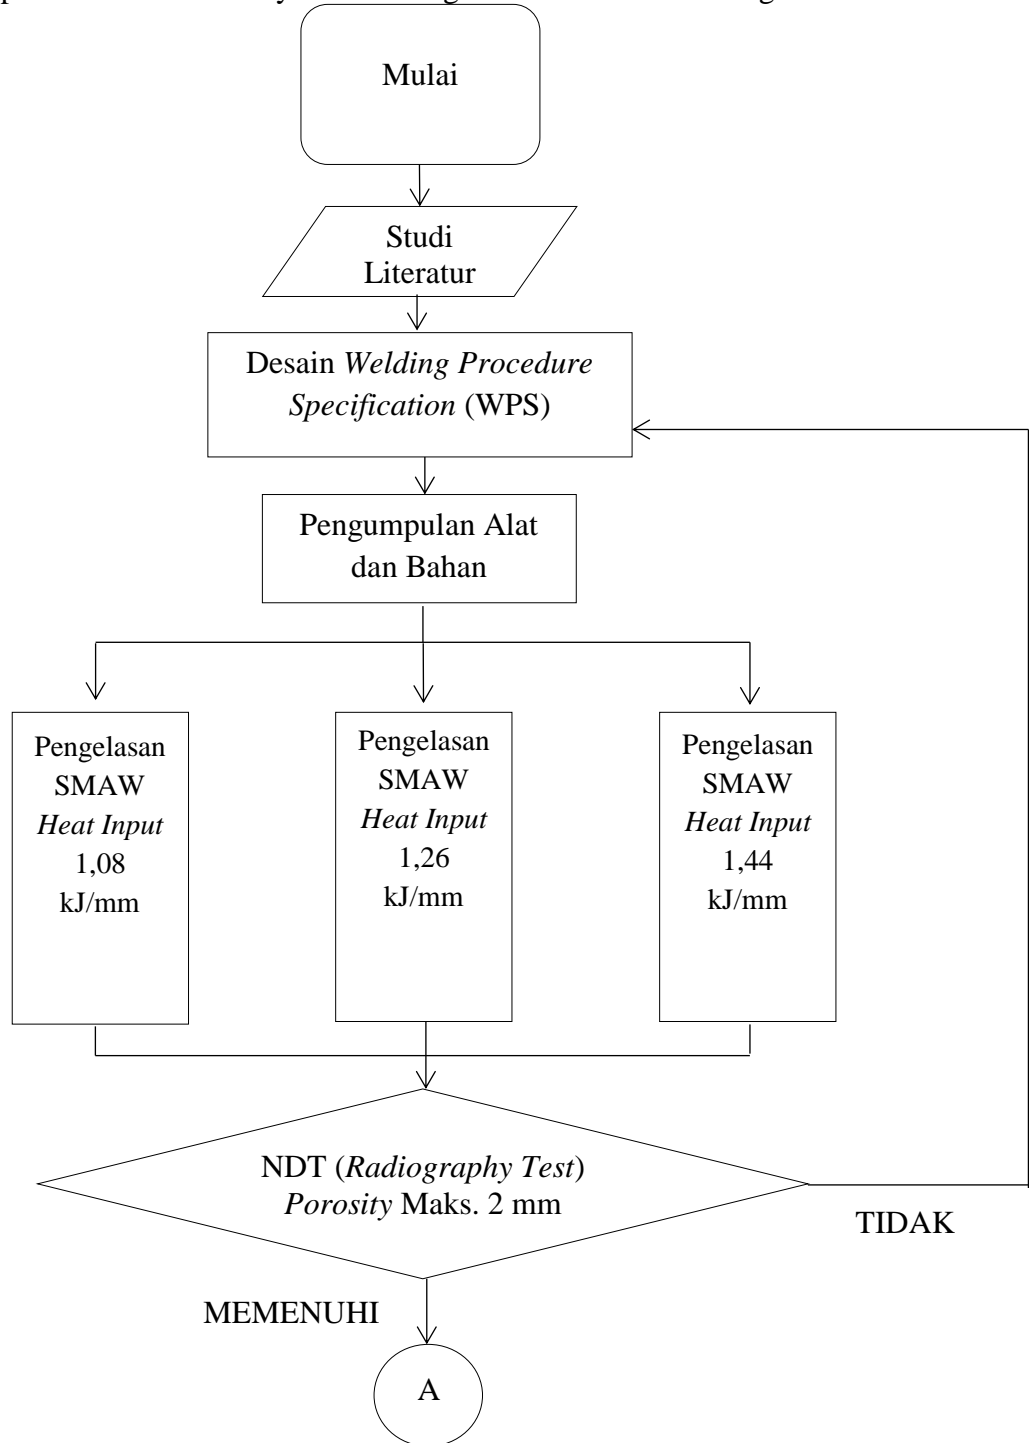 Mulai
Studi
Literatur
Desain Welding Procedure
Specification (WPS)
Pengumpulan Alat
dan Bahan
Pengelasan
SMAW
Heat Input
1,08
kJ/mm
Pengelasan
SMAW
Heat Input
1,26
kJ/mm
Pengelasan
SMAW
Heat Input
1,44
kJ/mm
NDT (Radiography Test)
Porosity Maks. 2 mm
TIDAK
MEMENUHI
A